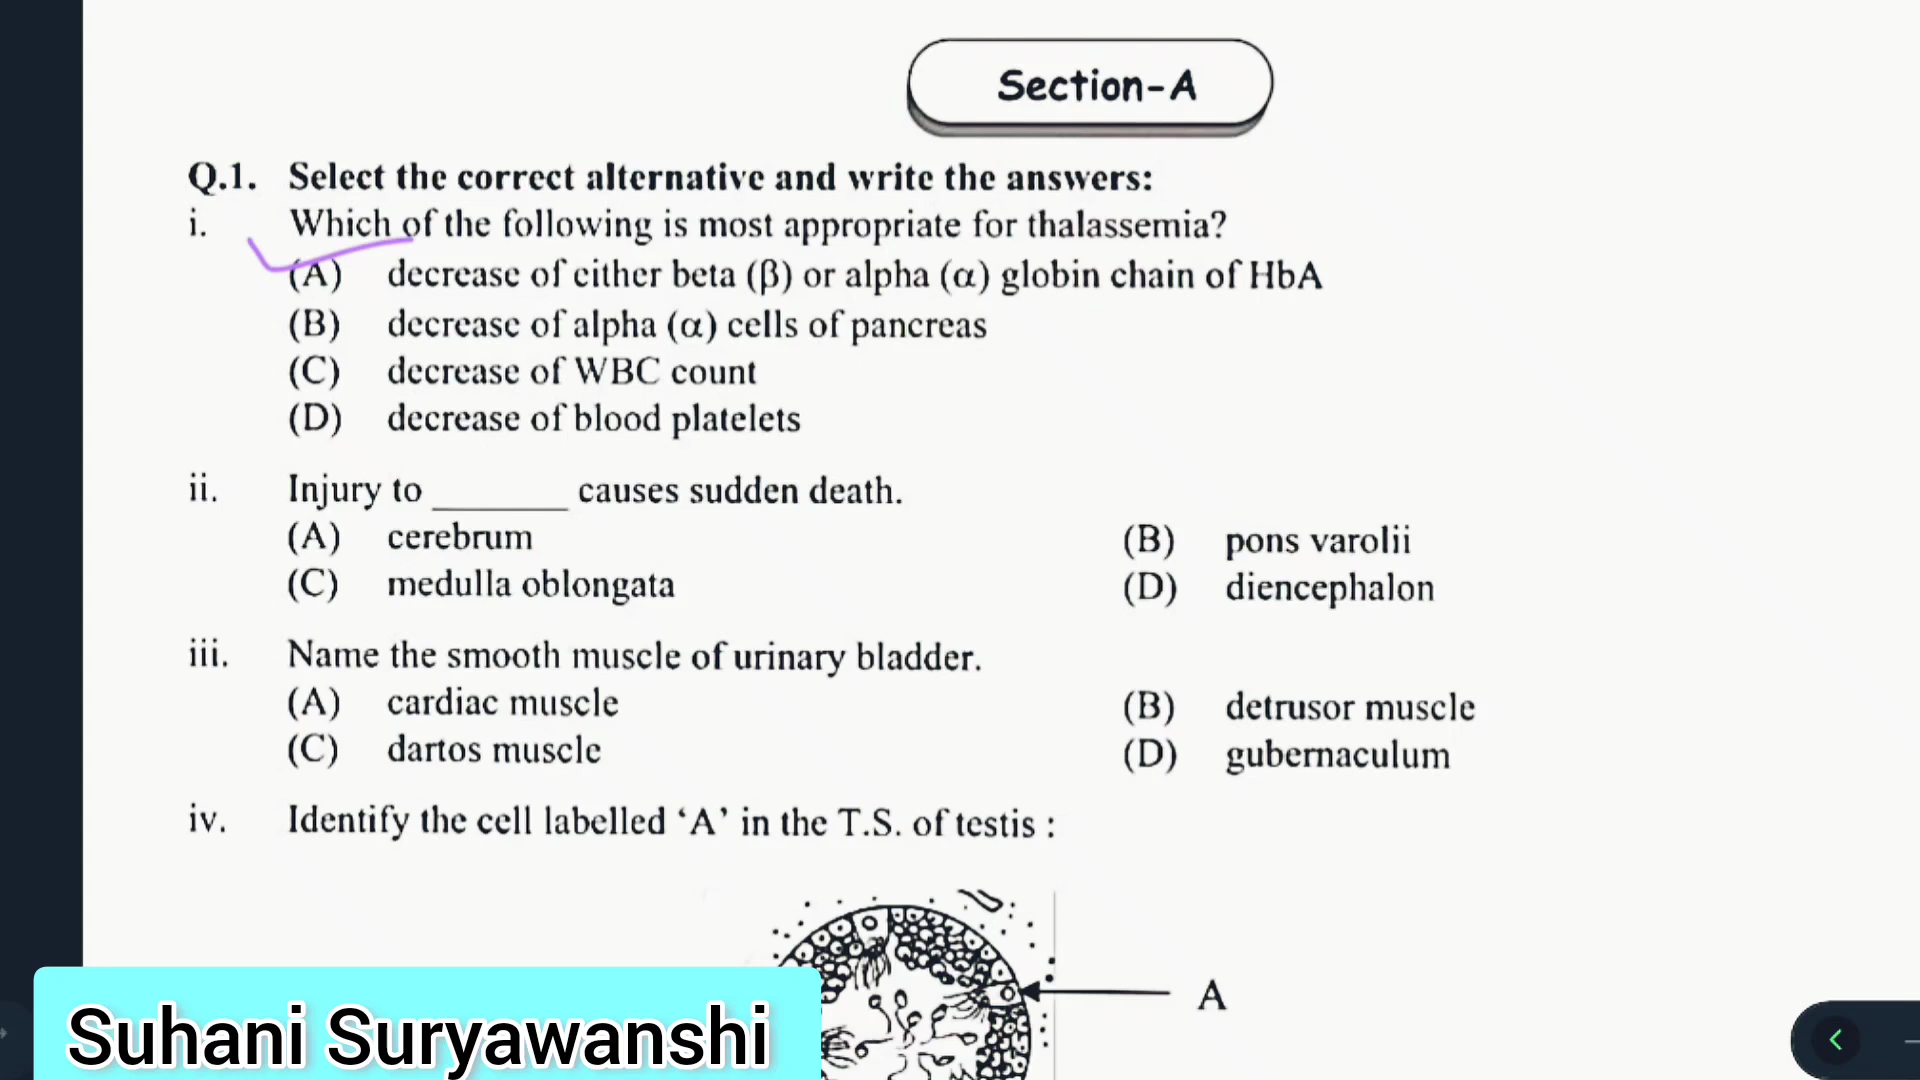 Section-A
Q.1. Select the correct alternative and write the answers:
i. Which of the following is most appropriate for thalassemia?
(A) decrease of either beta (β) or alpha (α) globin chain of HbA
(B) decrease of alpha (α) cells of pancreas
(C) decrease of WBC count
(D) decrease of blood platelets
ii. Injury to ________ causes sudden death.
(A) cerebrum (B) pons varolii
(C) medulla oblongata (D) diencephalon
iii. Name the smooth muscle of urinary bladder.
(A) cardiac muscle (B) detrusor muscle
(C) dartos muscle (D) gubernaculum
iv. Identify the cell labelled ‘A’ in the T.S. of testis :
A
Suhani Suryawanshi